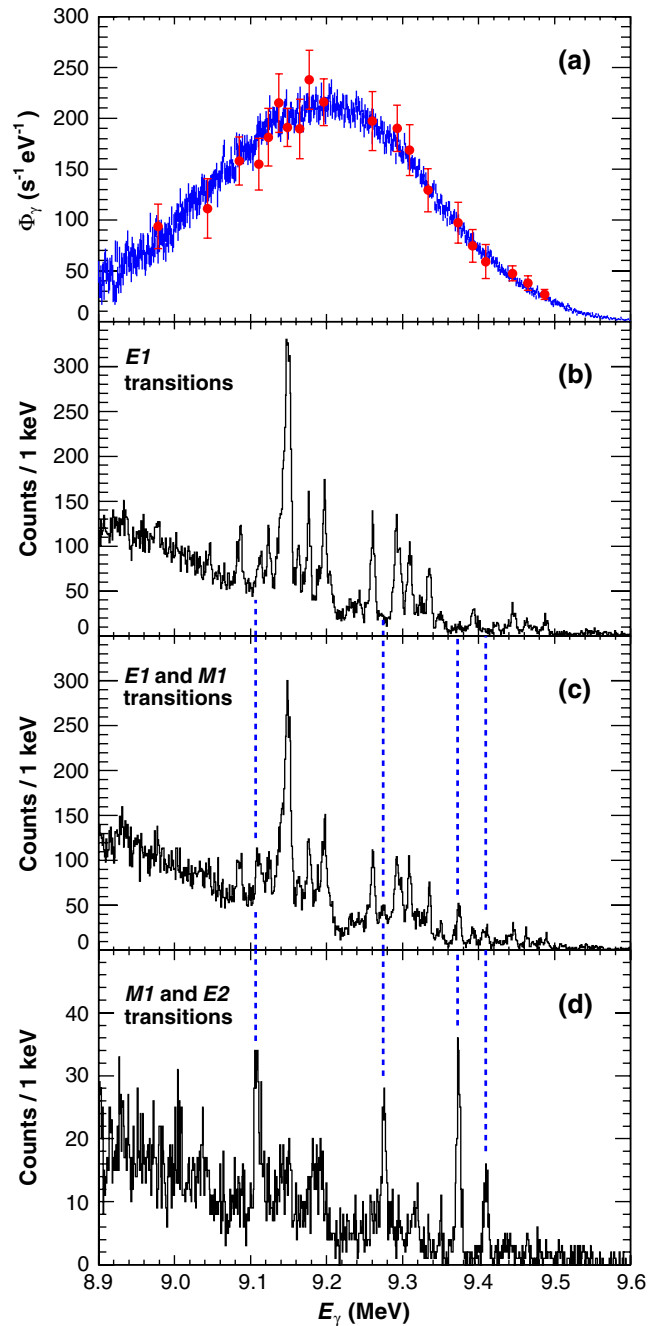 (a)
Φγ (s⁻¹ eV⁻¹)
300
250
200
150
100
50
0
E1
transitions
(b)
Counts / 1 keV
300
250
200
150
100
50
0
E1 and M1
transitions
(c)
Counts / 1 keV
300
250
200
150
100
50
0
M1 and E2
transitions
(d)
Counts / 1 keV
40
30
20
10
0
8.9 9.0 9.1 9.2 9.3 9.4 9.5 9.6
Eγ (MeV)